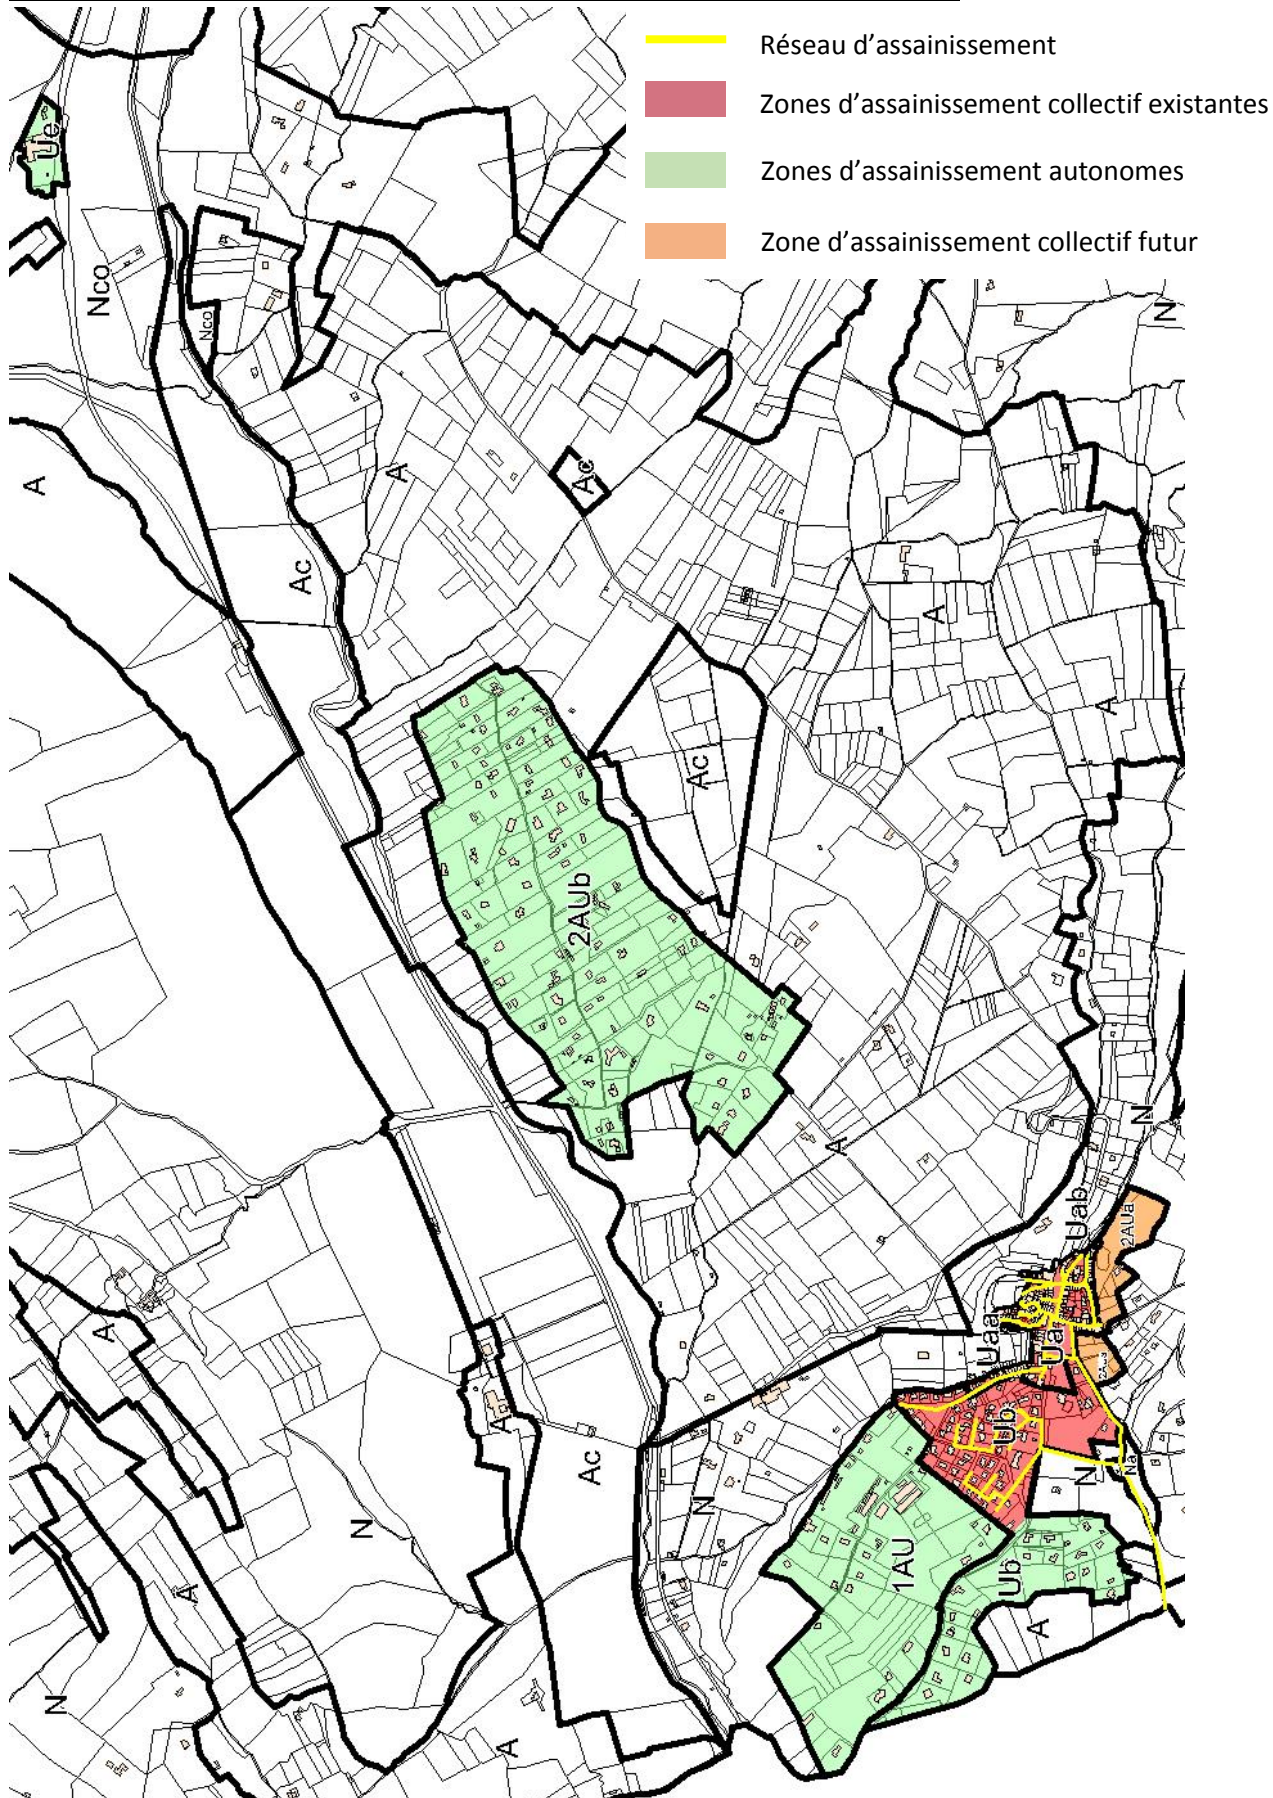 Réseau d'assainissement
Zones d'assainissement collectif existantes
Zones d'assainissement autonomes
Zone d'assainissement collectif futur
Ue
Nco
Nco
A
A
Ac
Ac
N
A
A
Ac
2AUb
A
N
Uab
2AUa
Uaa
Ua
Ub
N
Na
1AU
Ub
A
N
Ac
A
A
N
A
N
A